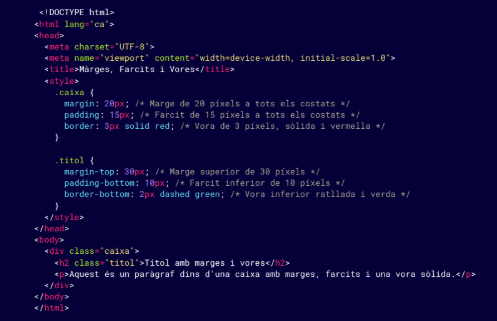 <!DOCTYPE html>
<html lang="ca">
<head>
<meta charset="UTF-8">
<meta name="viewport" content="width=device-width, initial-scale=1.0">
<title>Màrges, Farcits i Vores</title>
<style>
.caixa {
margin: 20px; /* Marge de 20 píxels a tots els costats */
padding: 15px; /* Farcit de 15 píxels a tots els costats */
border: 3px solid red; /* Vora de 3 píxels, sòlida i vermella */
}
.titol {
margin-top: 30px; /* Marge superior de 30 píxels */
padding-bottom: 10px; /* Farcit inferior de 10 píxels */
border-bottom: 2px dashed green; /* Vora inferior ratllada i verda */
}
</style>
</head>
<body>
<div class="caixa">
<h2 class="titol">Títol amb marges i vores</h2>
<p>Aquest és un paràgraf dins d'una caixa amb marges, farcits i una vora sòlida.</p>
</div>
</body>
</html>